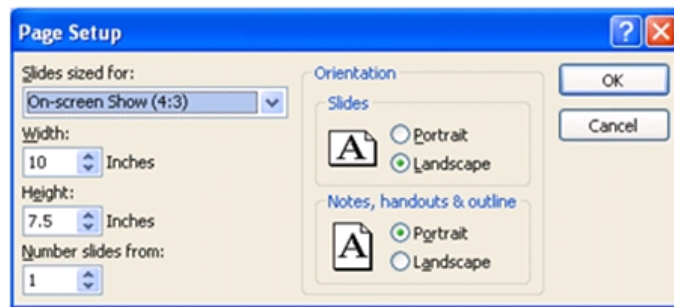 Page Setup
Slides sized for:
On-screen Show (4:3)
Width:
10 Inches
Height:
7.5 Inches
Number slides from:
1
Orientation
Slides
A
Portrait
Landscape
Notes, handouts & outline
A
Portrait
Landscape
OK
Cancel